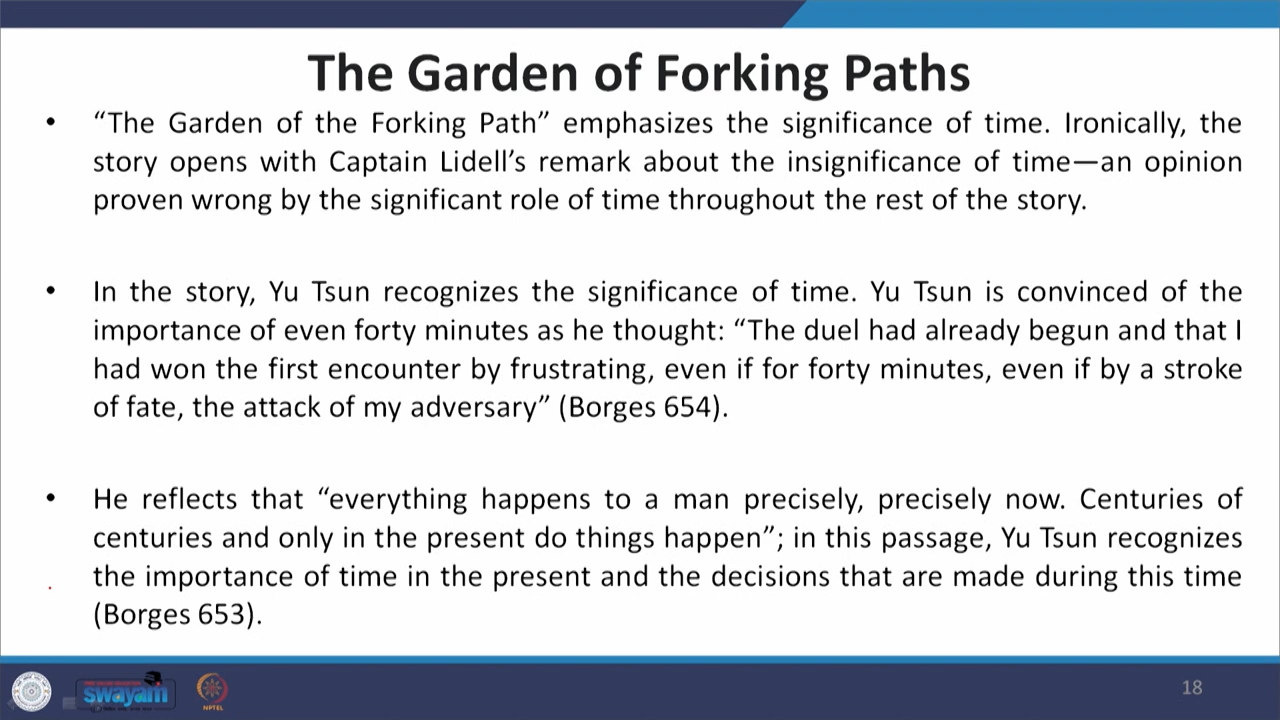 The Garden of Forking Paths
• “The Garden of the Forking Path” emphasizes the significance of time. Ironically, the
story opens with Captain Lidell’s remark about the insignificance of time—an opinion
proven wrong by the significant role of time throughout the rest of the story.
• In the story, Yu Tsun recognizes the significance of time. Yu Tsun is convinced of the
importance of even forty minutes as he thought: “The duel had already begun and that I
had won the first encounter by frustrating, even if for forty minutes, even if by a stroke
of fate, the attack of my adversary” (Borges 654).
• He reflects that “everything happens to a man precisely, precisely now. Centuries of
centuries and only in the present do things happen”; in this passage, Yu Tsun recognizes
the importance of time in the present and the decisions that are made during this time
(Borges 653).
swayam
NPTEL
18